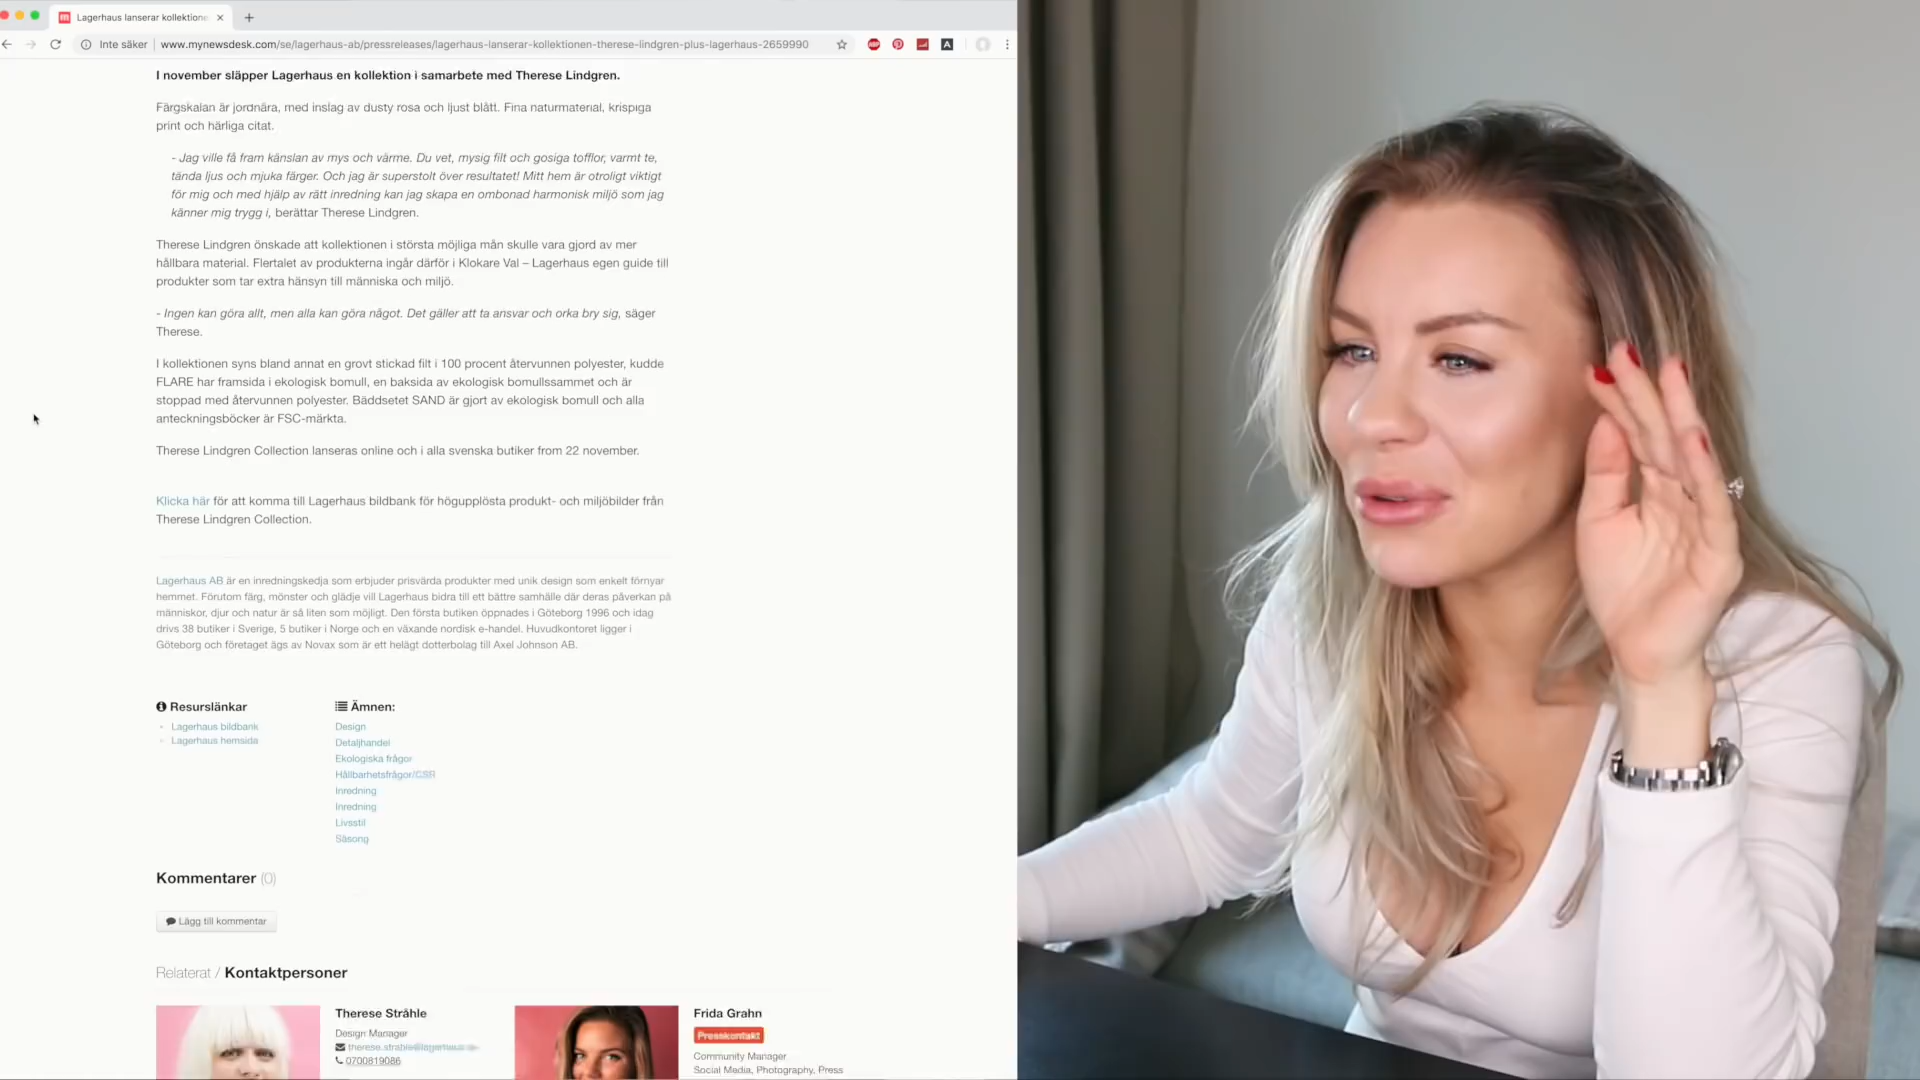 Lagerhaus lanserar kollektione
Inte säker
www.mynewsdesk.com/se/lagerhaus-ab/pressreleases/lagerhaus-lanserar-kollektionen-therese-lindgren-plus-lagerhaus-2659990
ABP
A
I november släpper Lagerhaus en kollektion i samarbete med Therese Lindgren.
Färgskalan är jordnära, med inslag av dusty rosa och ljust blått. Fina naturmaterial, krispiga
print och härliga citat.
- Jag ville få fram känslan av mys och värme. Du vet, mysig filt och gosiga tofflor, varmt te,
tända ljus och mjuka färger. Och jag är superstolt över resultatet! Mitt hem är otroligt viktigt
för mig och med hjälp av rätt inredning kan jag skapa en ombonad harmonisk miljö som jag
känner mig trygg i, berättar Therese Lindgren.
Therese Lindgren önskade att kollektionen i största möjliga mån skulle vara gjord av mer
hållbara material. Flertalet av produkterna ingår därför i Klokare Val – Lagerhaus egen guide till
produkter som tar extra hänsyn till människa och miljö.
- Ingen kan göra allt, men alla kan göra något. Det gäller att ta ansvar och orka bry sig, säger
Therese.
I kollektionen syns bland annat en grovt stickad filt i 100 procent återvunnen polyester, kudde
FLARE har framsida i ekologisk bomull, en baksida av ekologisk bomullssammet och är
stoppad med återvunnen polyester. Bäddsetet SAND är gjort av ekologisk bomull och alla
anteckningsböcker är FSC-märkta.
Therese Lindgren Collection lanseras online och i alla svenska butiker from 22 november.
Klicka här för att komma till Lagerhaus bildbank för högupplösta produkt- och miljöbilder från
Therese Lindgren Collection.
Lagerhaus AB är en inredningskedja som erbjuder prisvärda produkter med unik design som enkelt förnyar
hemmet. Förutom färg, mönster och glädje vill Lagerhaus bidra till ett bättre samhälle där deras påverkan på
människor, djur och natur är så liten som möjligt. Den första butiken öppnades i Göteborg 1996 och idag
drivs 38 butiker i Sverige, 5 butiker i Norge och en växande nordisk e-handel. Huvudkontoret ligger i
Göteborg och företaget ägs av Novax som är ett helägt dotterbolag till Axel Johnson AB.
Resurslänkar
Lagerhaus bildbank
Lagerhaus hemsida
Ämnen:
Design
Detaljhandel
Ekologiska frågor
Hållbarhetsfrågor/CSR
Inredning
Inredning
Livsstil
Säsong
Kommentarer (0)
Lägg till kommentar
Relaterat / Kontaktpersoner
Therese Stråhle
Design Manager
0700819086
Frida Grahn
Presskontakt
Community Manager
Social Media, Photography, Press